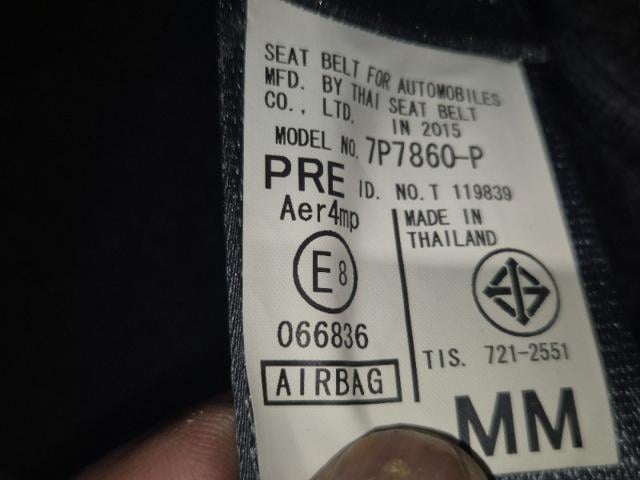 SEAT BELT FOR AUTOMOBILES
MFD. BY THAI SEAT BELT
CO., LTD. IN 2015
MODEL NO. 7P7860-P
PRE ID. NO.T 119839
Aer4mp
E8
066836
AIRBAG
MADE IN
THAILAND
TIS. 721-2551
MM